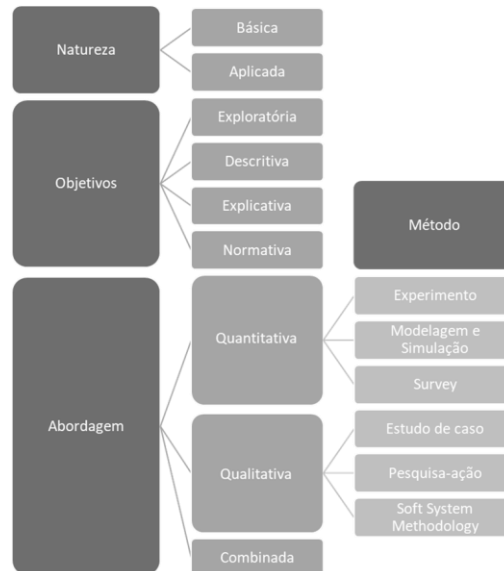 Natureza
Básica
Aplicada
Objetivos
Exploratória
Descritiva
Explicativa
Normativa
Método
Abordagem
Quantitativa
Experimento
Modelagem e
Simulação
Survey
Qualitativa
Estudo de caso
Pesquisa-ação
Soft System
Methodology
Combinada